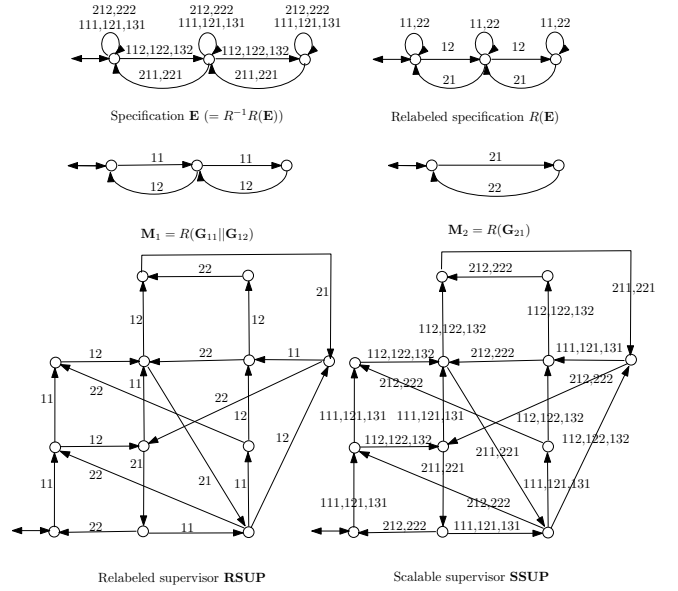 212,222 212,222 212,222
111,121,131 111,121,131 111,121,131
112,122,132 112,122,132
211,221 211,221
Specification E (= R⁻¹R(E))
11,22 11,22 11,22
12 12
21 21
Relabeled specification R(E)
11 11
12 12
M₁ = R(G₁₁||G₁₂)
21
22
M₂ = R(G₂₁)
22
21
12 12
12 22 11
11
22 22
11 12
12 12
21
22 21 11
11
22 11
Relabeled supervisor RSUP
212,222
211,221
112,122,132
112,122,132
112,122,132 212,222 111,121,131
212,222 212,222
111,121,131 111,121,131 112,122,132
112,122,132 112,122,132
211,221 211,221
111,121,131
212,222
111,121,131
212,222 111,121,131
Scalable supervisor SSUP